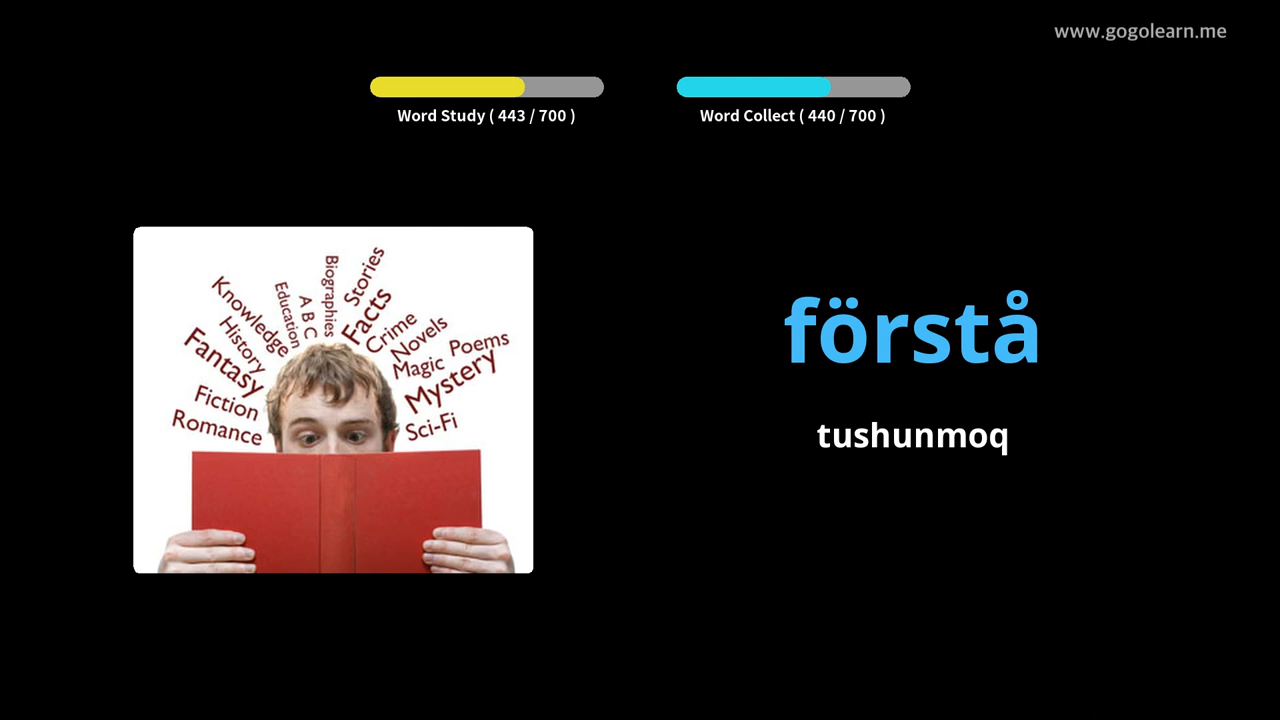 www.gogolearn.me
Word Study ( 443 / 700 )
Word Collect ( 440 / 700 )
Knowledge
History
Fantasy
Fiction
Romance
Education
A B C
Biographies
Stories
Facts
Crime
Novels
Magic
Poems
Mystery
Sci-Fi
förstå
tushunmoq